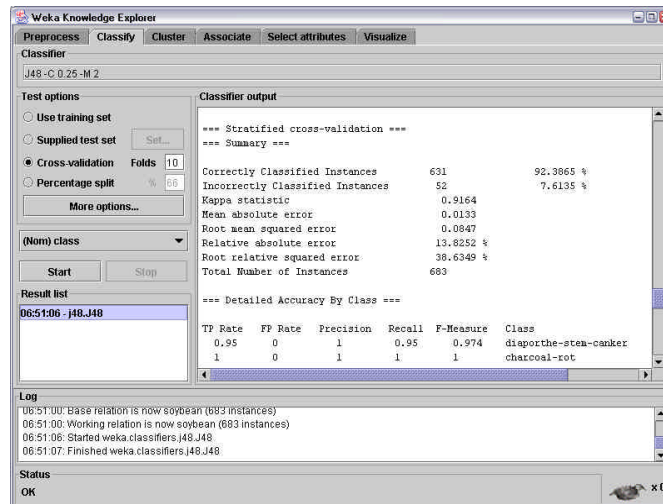 Weka Knowledge Explorer
Preprocess Classify Cluster Associate Select attributes Visualize
Classifier
J48 -C 0.25 -M 2
Test options
Use training set
Supplied test set Set...
Cross-validation Folds 10
Percentage split % 66
More options...
(Nom) class
Start Stop
Result list
06:51:06 - j48.J48
Classifier output
=== Stratified cross-validation ===
=== Summary ===
Correctly Classified Instances 631 92.3865 %
Incorrectly Classified Instances 52 7.6135 %
Kappa statistic 0.9164
Mean absolute error 0.0133
Root mean squared error 0.0847
Relative absolute error 13.8252 %
Root relative squared error 38.6349 %
Total Number of Instances 683
=== Detailed Accuracy By Class ===
TP Rate FP Rate Precision Recall F-Measure Class
0.95 0 1 0.95 0.974 diaporthe-stem-canker
1 0 1 1 1 charcoal-rot
Log
06:51:00: Base relation is now soybean (683 instances)
06:51:00: Working relation is now soybean (683 instances)
06:51:06: Started weka.classifiers.j48.J48
06:51:07: Finished weka.classifiers.j48.J48
Status
OK
x 0